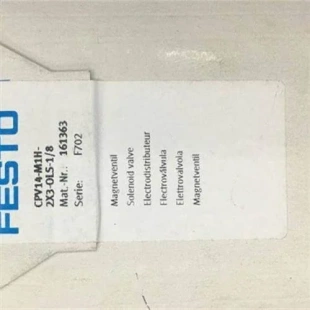 FESTO
CPV14-M1H-
2X3-OLS-1/8
Mat.-Nr.: 161363
Serie: F702
Magnetventil
Solenoid valve
Electrodistributeur
Electroválvula
Elettrovalvola
Magnetventil